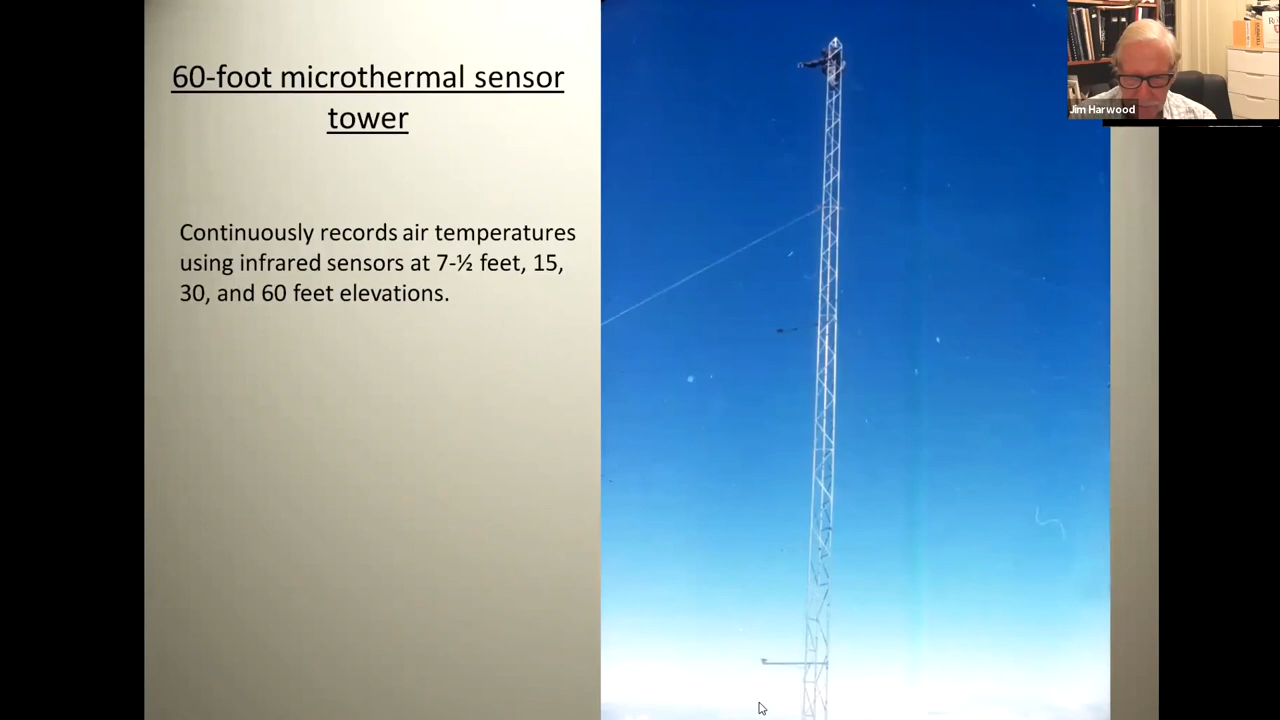 60-foot microthermal sensor
tower
Continuously records air temperatures
using infrared sensors at 7-½ feet, 15,
30, and 60 feet elevations.
Jim Harwood